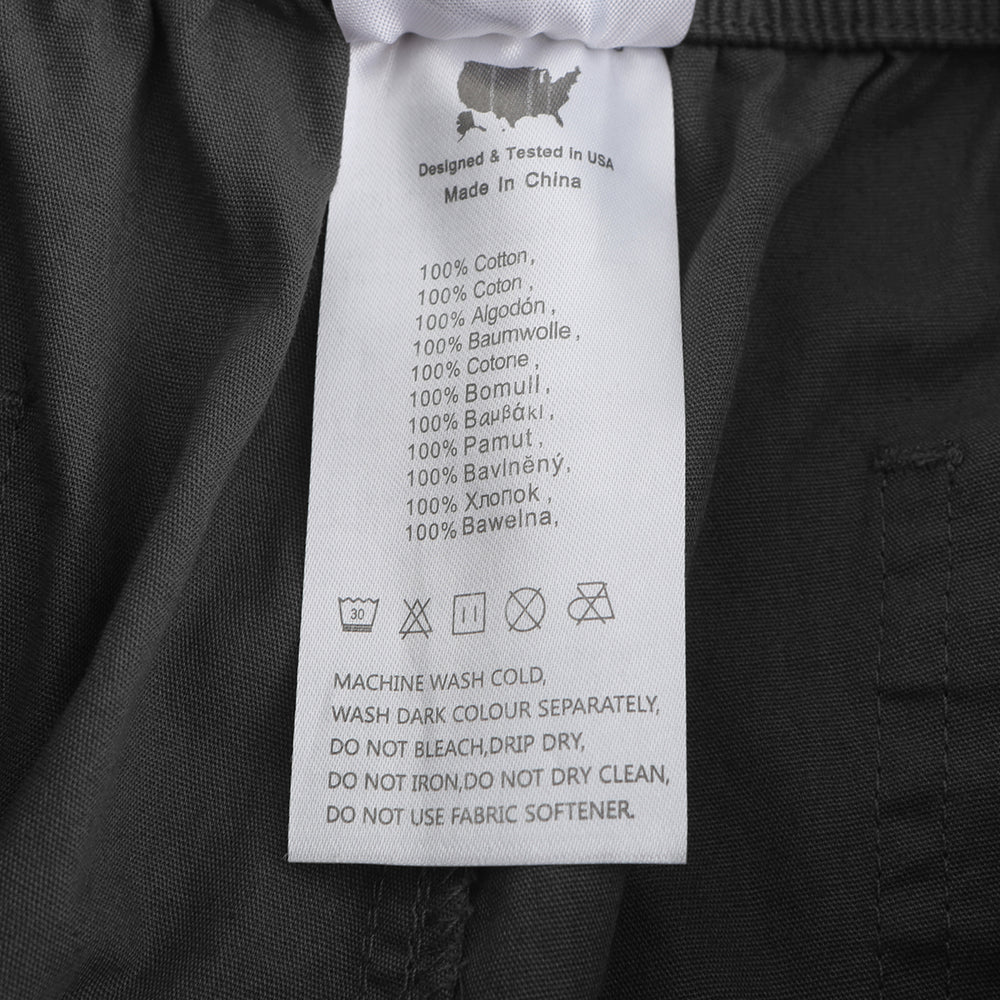 Designed & Tested in USA
Made In China
100% Cotton,
100% Coton,
100% Algodón,
100% Baumwolle,
100% Cotone,
100% Bomull,
100% Βαμβάκι,
100% Pamut,
100% Bavlněný,
100% Хлопок,
100% Bawelna,
30
MACHINE WASH COLD,
WASH DARK COLOUR SEPARATELY,
DO NOT BLEACH,DRIP DRY,
DO NOT IRON,DO NOT DRY CLEAN,
DO NOT USE FABRIC SOFTENER.